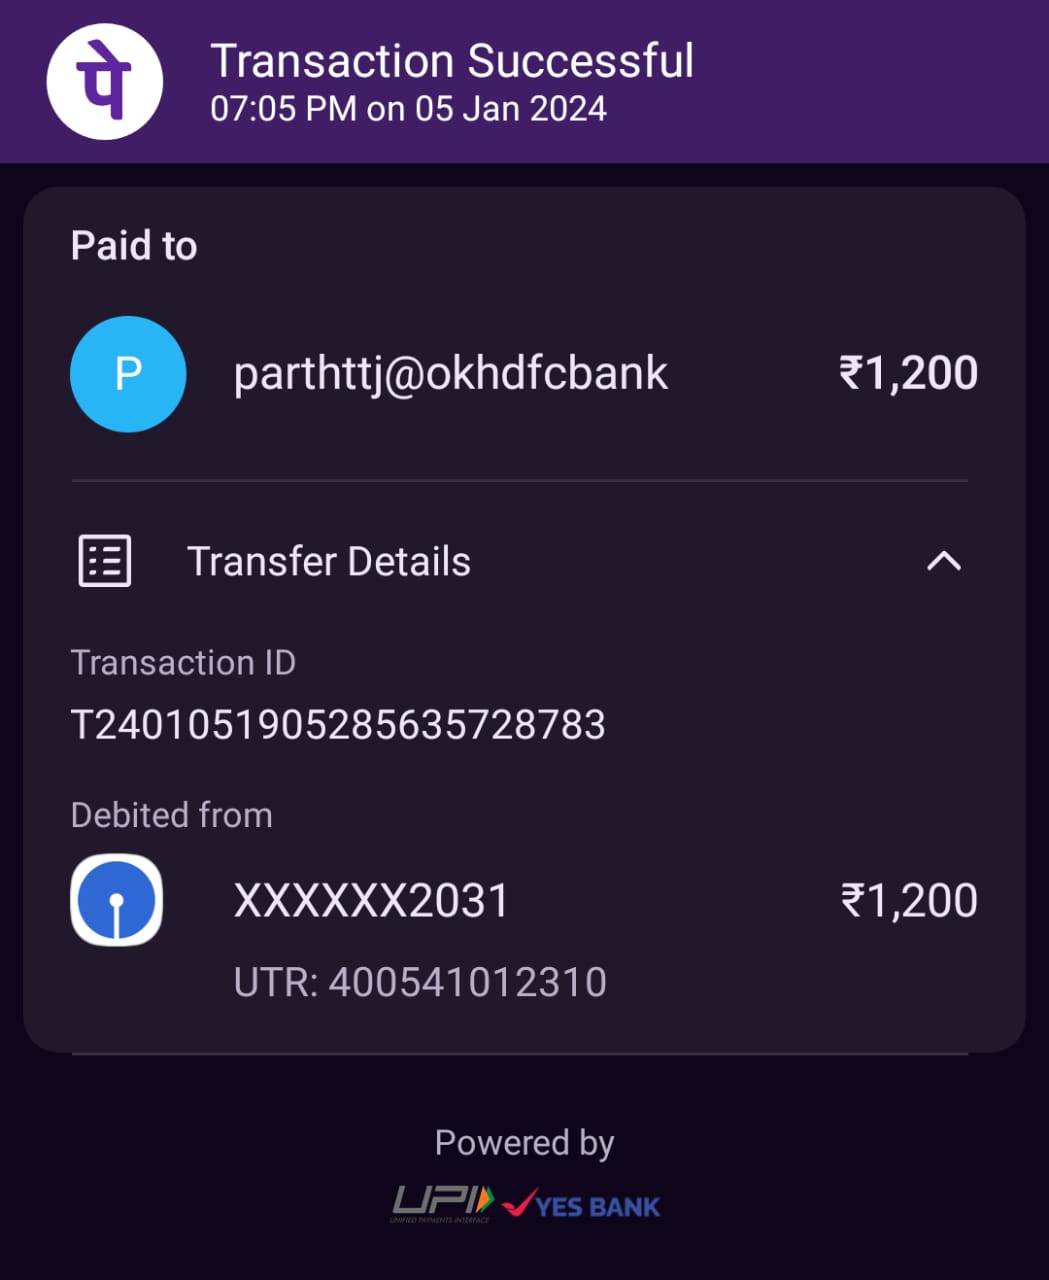 पे
Transaction Successful
07:05 PM on 05 Jan 2024
Paid to
P
parthttj@okhdfcbank
₹1,200
Transfer Details
Transaction ID
T2401051905285635728783
Debited from
XXXXXX2031
₹1,200
UTR: 400541012310
Powered by
UPI
UNIFIED PAYMENTS INTERFACE
YES BANK